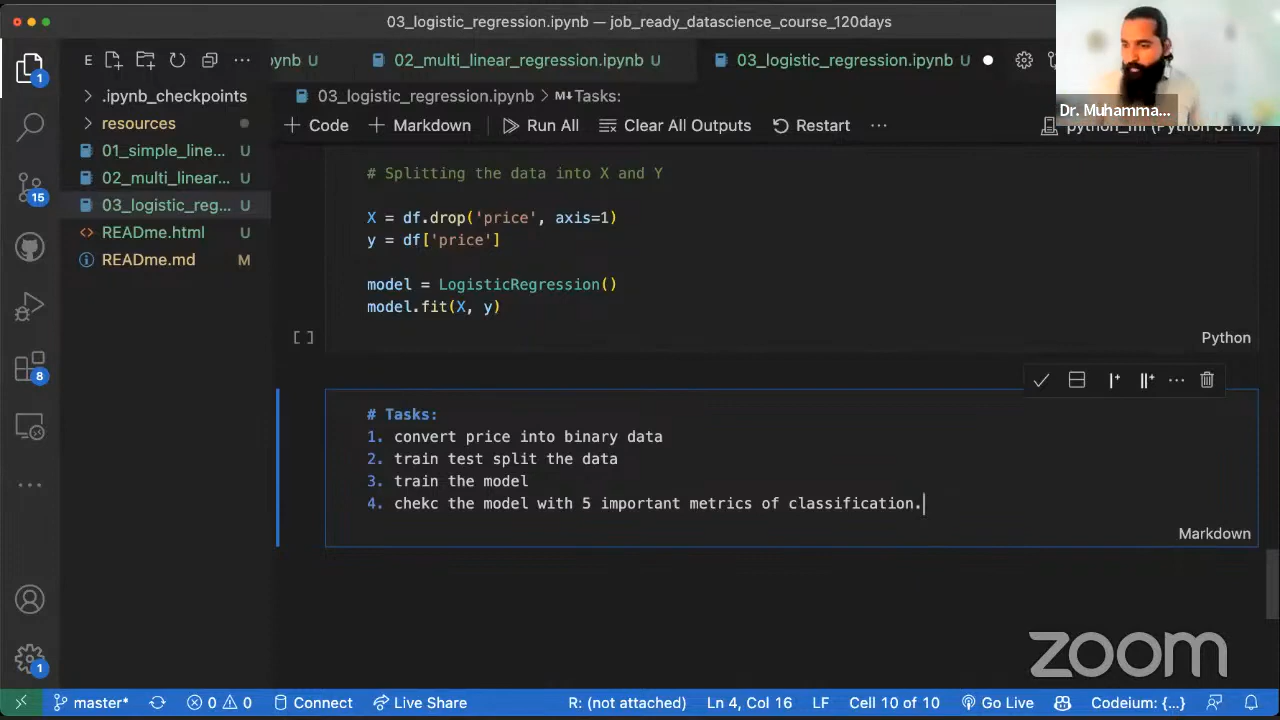 03_logistic_regression.ipynb — job_ready_datascience_course_120days
E
ynb U
02_multi_linear_regression.ipynb U
03_logistic_regression.ipynb U
.ipynb_checkpoints
03_logistic_regression.ipynb > M↓Tasks:
Dr. Muhamma...
resources
+ Code + Markdown Run All Clear All Outputs Restart ...
01_simple_line... U
02_multi_linear... U
03_logistic_reg... U
READme.html U
READme.md M
1
15
8
1
# Splitting the data into X and Y
X = df.drop('price', axis=1)
y = df['price']
model = LogisticRegression()
model.fit(X, y)
[ ]
Python
# Tasks:
1. convert price into binary data
2. train test split the data
3. train the model
4. chekc the model with 5 important metrics of classification.
Markdown
zoom
master* 0 0 Connect Live Share R: (not attached) Ln 4, Col 16 LF Cell 10 of 10 Go Live Codeium: {...}